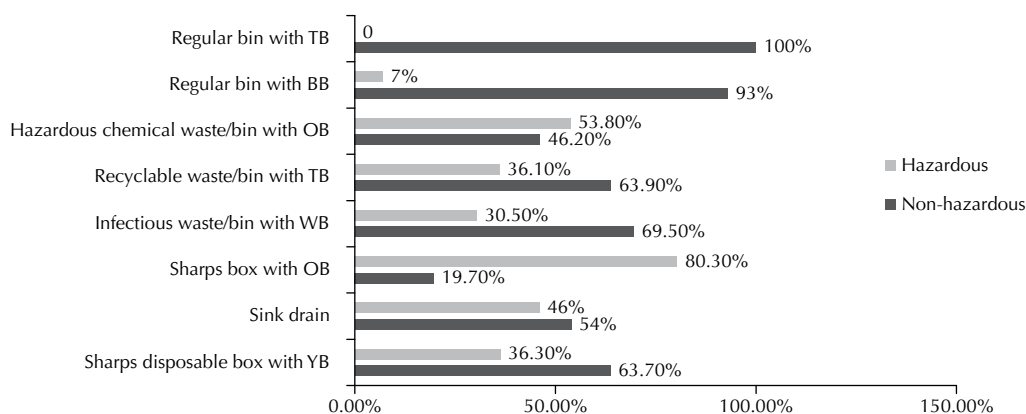 Regular bin with TB
0
100%
Regular bin with BB
7%
93%
Hazardous chemical waste/bin with OB
53.80%
46.20%
Recyclable waste/bin with TB
36.10%
63.90%
Infectious waste/bin with WB
30.50%
69.50%
Sharps box with OB
80.30%
19.70%
Sink drain
46%
54%
Sharps disposable box with YB
36.30%
63.70%
0.00% 50.00% 100.00% 150.00%
Hazardous
Non-hazardous